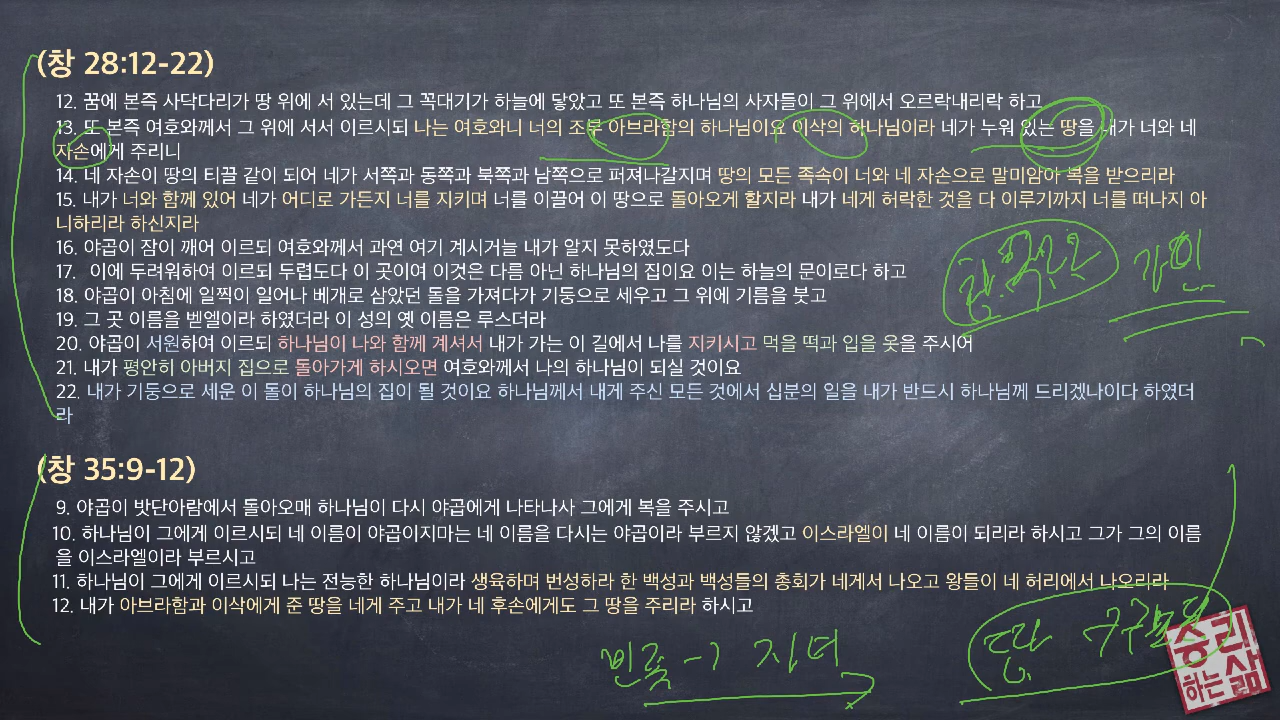 (창 28:12-22)
12. 꿈에 본즉 사닥다리가 땅 위에 서 있는데 그 꼭대기가 하늘에 닿았고 또 본즉 하나님의 사자들이 그 위에서 오르락내리락 하고
13. 또 본즉 여호와께서 그 위에 서서 이르시되 나는 여호와니 너의 조부 아브라함의 하나님이요 이삭의 하나님이라 네가 누워 있는 땅을 내가 너와 네
자손에게 주리니
14. 네 자손이 땅의 티끌 같이 되어 네가 서쪽과 동쪽과 북쪽과 남쪽으로 퍼져나갈지며 땅의 모든 족속이 너와 네 자손으로 말미암아 복을 받으리라
15. 내가 너와 함께 있어 네가 어디로 가든지 너를 지키며 너를 이끌어 이 땅으로 돌아오게 할지라 내가 네게 허락한 것을 다 이루기까지 너를 떠나지 아
니하리라 하신지라
16. 야곱이 잠이 깨어 이르되 여호와께서 과연 여기 계시거늘 내가 알지 못하였도다
17. 이에 두려워하여 이르되 두렵도다 이 곳이여 이것은 다름 아닌 하나님의 집이요 이는 하늘의 문이로다 하고
18. 야곱이 아침에 일찍이 일어나 베개로 삼았던 돌을 가져다가 기둥으로 세우고 그 위에 기름을 붓고
19. 그 곳 이름을 벧엘이라 하였더라 이 성의 옛 이름은 루스더라
20. 야곱이 서원하여 이르되 하나님이 나와 함께 계셔서 내가 가는 이 길에서 나를 지키시고 먹을 떡과 입을 옷을 주시어
21. 내가 평안히 아버지 집으로 돌아가게 하시오면 여호와께서 나의 하나님이 되실 것이요
22. 내가 기둥으로 세운 이 돌이 하나님의 집이 될 것이요 하나님께서 내게 주신 모든 것에서 십분의 일을 내가 반드시 하나님께 드리겠나이다 하였더
라
(창 35:9-12)
9. 야곱이 밧단아람에서 돌아오매 하나님이 다시 야곱에게 나타나사 그에게 복을 주시고
10. 하나님이 그에게 이르시되 네 이름이 야곱이지마는 네 이름을 다시는 야곱이라 부르지 않겠고 이스라엘이 네 이름이 되리라 하시고 그가 그의 이름
을 이스라엘이라 부르시고
11. 하나님이 그에게 이르시되 나는 전능한 하나님이라 생육하며 번성하라 한 백성과 백성들의 총회가 네게서 나오고 왕들이 네 허리에서 나오리라
12. 내가 아브라함과 이삭에게 준 땅을 네게 주고 내가 네 후손에게도 그 땅을 주리라 하시고
민족 자녀
땅
승리
하는 삶